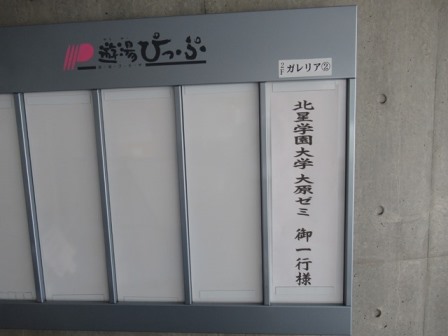 遊湯ぴっぷ
2F ガレリア②
北星学園大学 大原ゼミ 御一行様